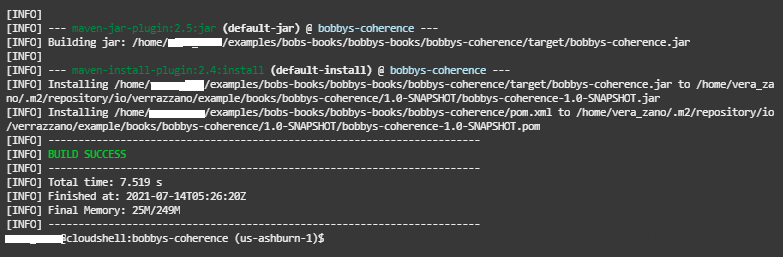 [INFO]
[INFO] --- maven-jar-plugin:2.5:jar (default-jar) @ bobbys-coherence ---
[INFO] Building jar: /home/ /examples/bobs-books/bobbys-books/bobbys-coherence/target/bobbys-coherence.jar
[INFO]
[INFO] --- maven-install-plugin:2.4:install (default-install) @ bobbys-coherence ---
[INFO] Installing /home/ /examples/bobs-books/bobbys-books/bobbys-coherence/target/bobbys-coherence.jar to /home/vera_za
no/.m2/repository/io/verrazzano/example/books/bobbys-coherence/1.0-SNAPSHOT/bobbys-coherence-1.0-SNAPSHOT.jar
[INFO] Installing /home/ /examples/bobs-books/bobbys-books/bobbys-coherence/pom.xml to /home/vera_zano/.m2/repository/io
/verrazzano/example/books/bobbys-coherence/1.0-SNAPSHOT/bobbys-coherence-1.0-SNAPSHOT.pom
[INFO] ------------------------------------------------------------------------
[INFO] BUILD SUCCESS
[INFO] ------------------------------------------------------------------------
[INFO] Total time: 7.519 s
[INFO] Finished at: 2021-07-14T05:26:20Z
[INFO] Final Memory: 25M/249M
[INFO] ------------------------------------------------------------------------
@cloudshell:bobbys-coherence (us-ashburn-1)$